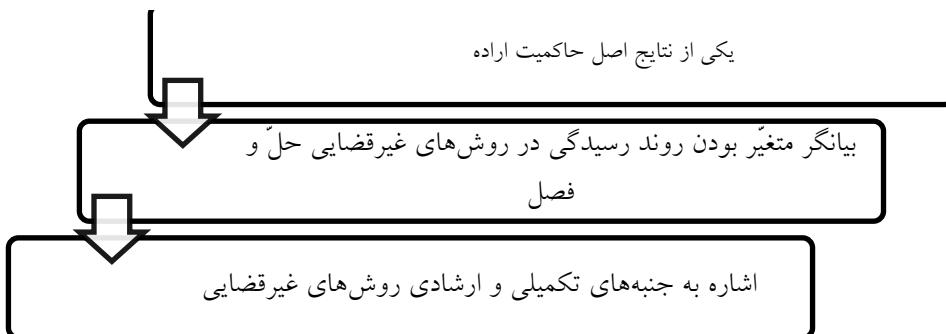 یکی از نتایج اصل حاکمیت اراده
بیانگر متغیّر بودن روند رسیدگی در روش‌های غیرقضایی حلّ و
فصل
اشاره به جنبه‌های تکمیلی و ارشادی روش‌های غیرقضایی